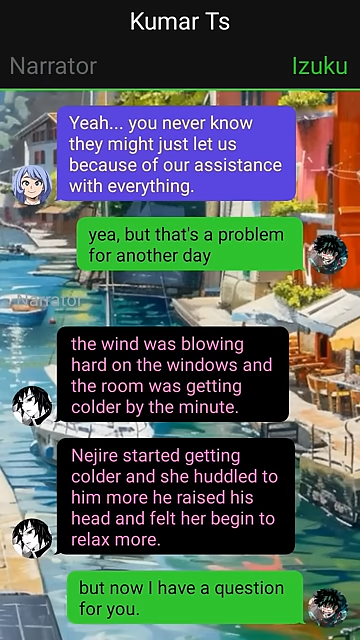 Kumar Ts
Narrator
Izuku
Yeah... you never know
they might just let us
because of our assistance
with everything.
yea, but that's a problem
for another day
Narrator
the wind was blowing
hard on the windows and
the room was getting
colder by the minute.
Nejire started getting
colder and she huddled to
him more he raised his
head and felt her begin to
relax more.
but now I have a question
for you.